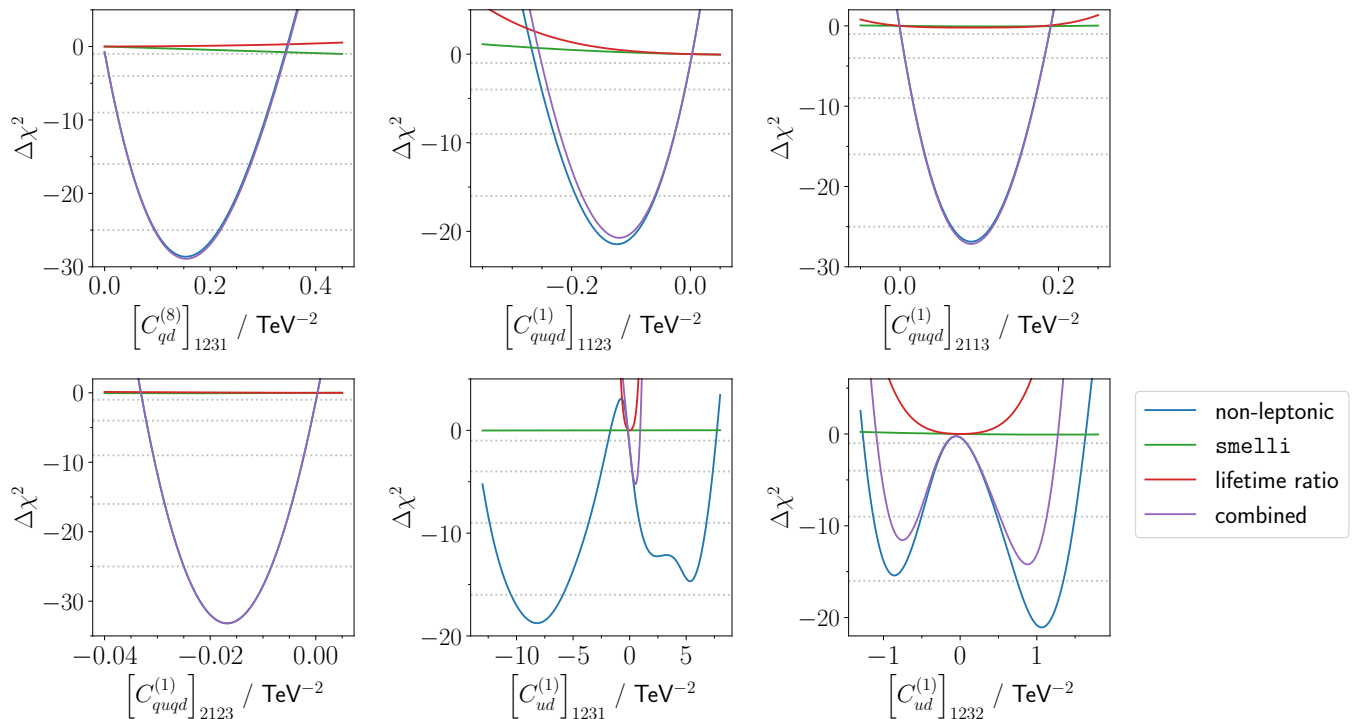 0
−10
−20
−30
Δχ²
0.0 0.2 0.4
[C_{qd}^{(8)}]_{1231} / TeV⁻²
0
−10
−20
Δχ²
−0.2 0.0
[C_{quqd}^{(1)}]_{1123} / TeV⁻²
0
−10
−20
−30
Δχ²
0.0 0.2
[C_{quqd}^{(1)}]_{2113} / TeV⁻²
0
−10
−20
−30
Δχ²
−0.04 −0.02 0.00
[C_{quqd}^{(1)}]_{2123} / TeV⁻²
0
−10
−20
Δχ²
−10 −5 0 5
[C_{ud}^{(1)}]_{1231} / TeV⁻²
0
−10
−20
Δχ²
−1 0 1
[C_{ud}^{(1)}]_{1232} / TeV⁻²
non-leptonic
smelli
lifetime ratio
combined